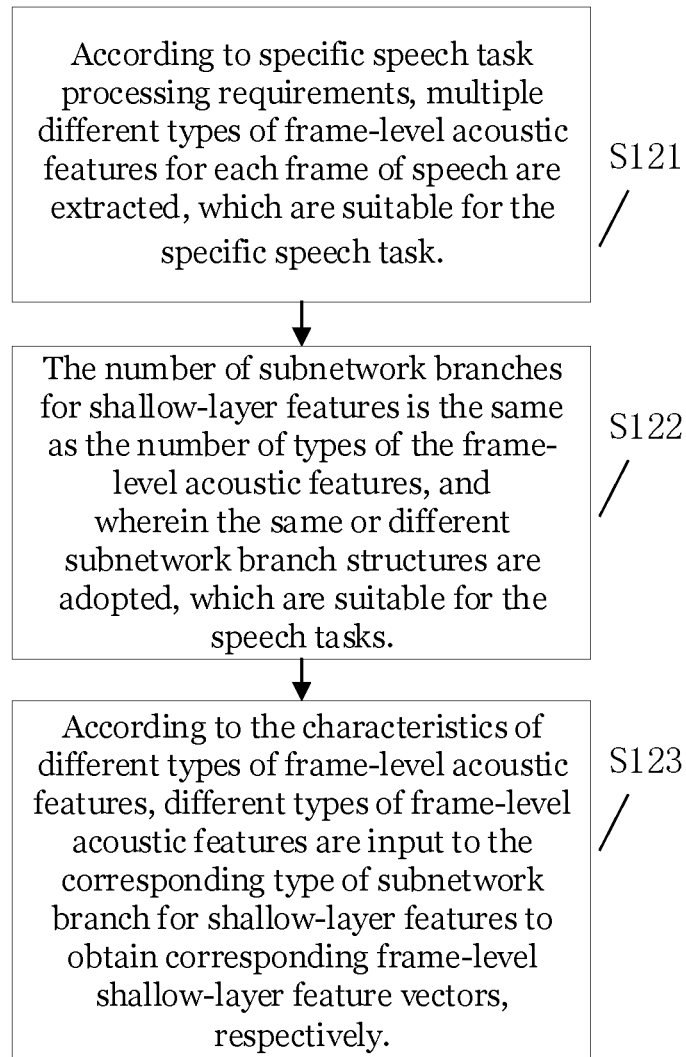 According to specific speech task
processing requirements, multiple
different types of frame-level acoustic
features for each frame of speech are
extracted, which are suitable for the
specific speech task.
S121
The number of subnetwork branches
for shallow-layer features is the same
as the number of types of the frame-
level acoustic features, and
wherein the same or different
subnetwork branch structures are
adopted, which are suitable for the
speech tasks.
S122
According to the characteristics of
different types of frame-level acoustic
features, different types of frame-level
acoustic features are input to the
corresponding type of subnetwork
branch for shallow-layer features to
obtain corresponding frame-level
shallow-layer feature vectors,
respectively.
S123